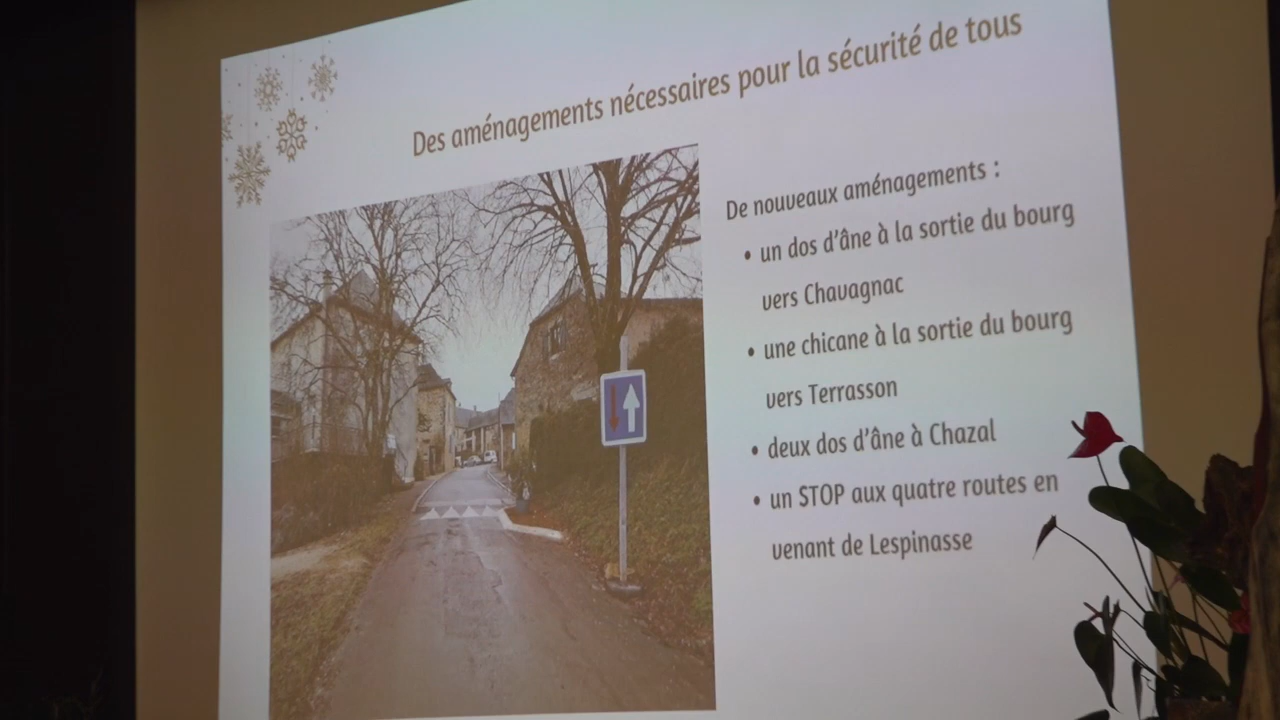 Des aménagements nécessaires pour la sécurité de tous
De nouveaux aménagements :
• un dos d'âne à la sortie du bourg
vers Chavagnac
• une chicane à la sortie du bourg
vers Terrasson
• deux dos d'âne à Chazal
• un STOP aux quatre routes en
venant de Lespinasse